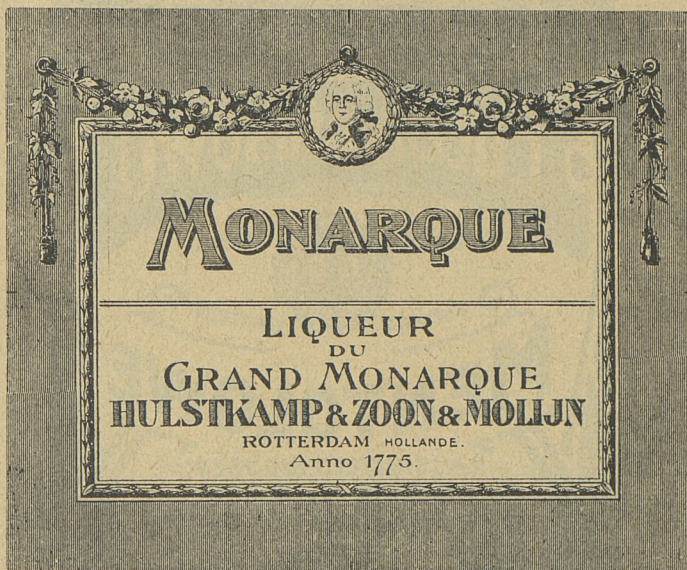 MONARQUE
LIQUEUR
DU
GRAND MONARQUE
HULSTKAMP & ZOON & MOLIJN
ROTTERDAM HOLLANDE.
Anno 1775.